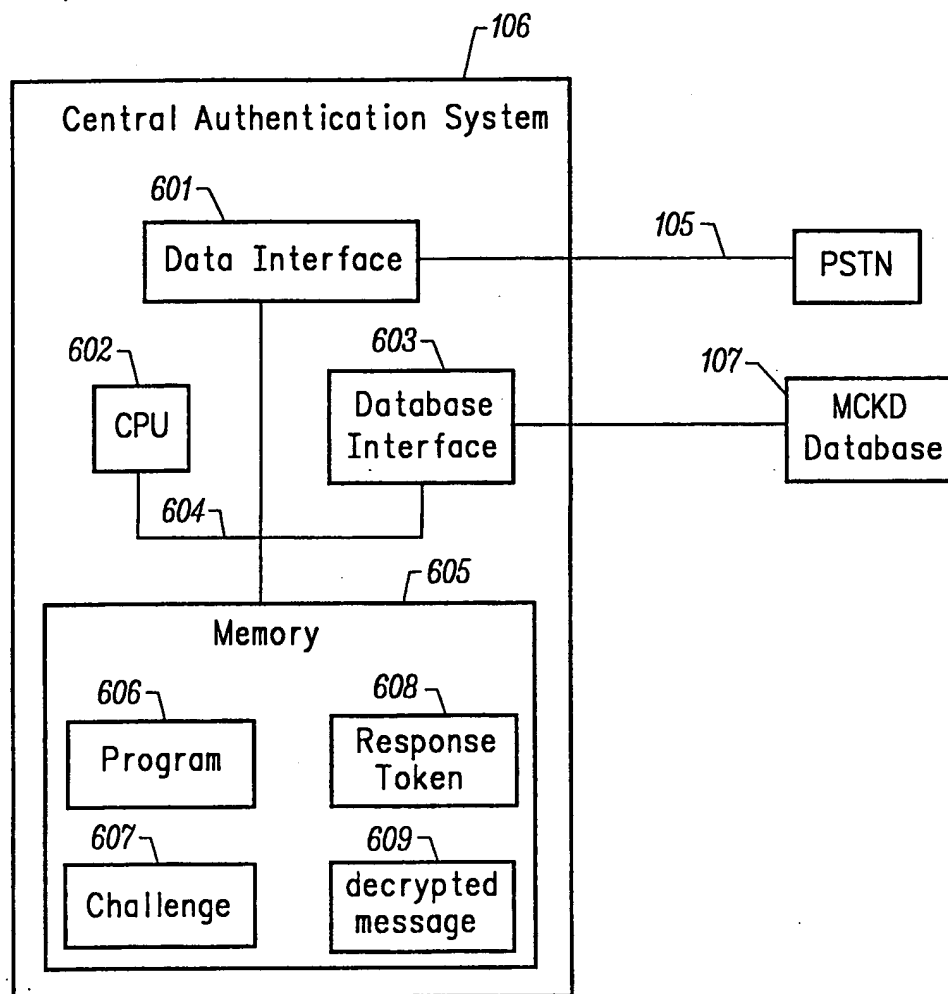 106
Central Authentication System
601
Data Interface
105
PSTN
602
CPU
603
Database
Interface
107
MCKD
Database
604
605
Memory
606
Program
608
Response
Token
607
Challenge
609
decrypted
message